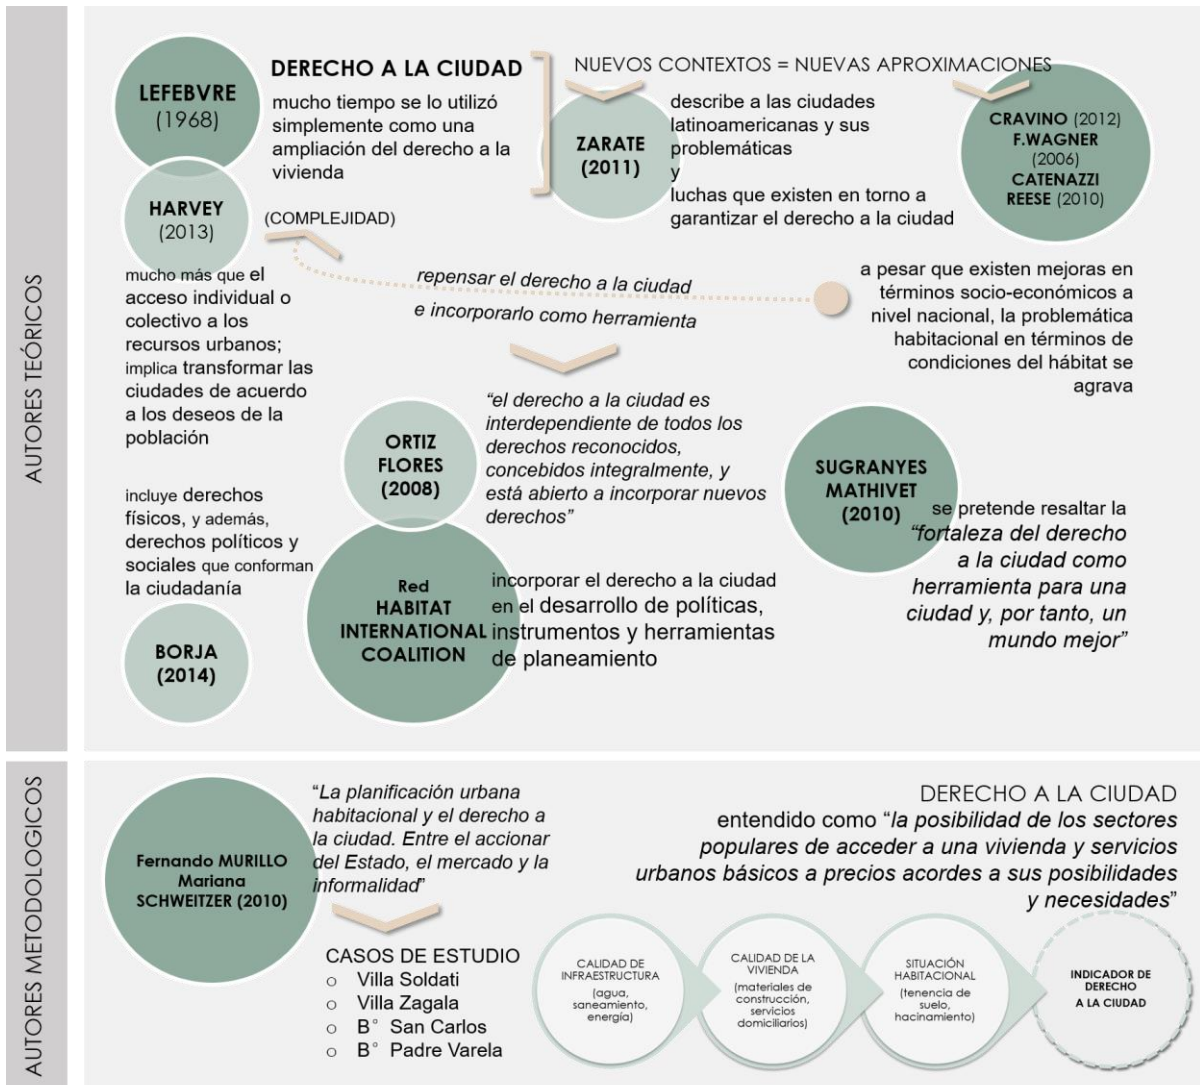 AUTORES TEÓRICOS
LEFEBVRE
(1968)
DERECHO A LA CIUDAD
mucho tiempo se lo utilizó
simplemente como una
ampliación del derecho a la
vivienda
NUEVOS CONTEXTOS = NUEVAS APROXIMACIONES
ZARATE
(2011)
describe a las ciudades
latinoamericanas y sus
problemáticas
y
luchas que existen en torno a
garantizar el derecho a la ciudad
CRAVINO (2012)
F.WAGNER
(2006)
CATENAZZI
REESE (2010)
HARVEY
(2013)
(COMPLEJIDAD)
mucho más que el
acceso individual o
colectivo a los
recursos urbanos;
implica transformar las
ciudades de acuerdo
a los deseos de la
población
repensar el derecho a la ciudad
e incorporarlo como herramienta
a pesar que existen mejoras en
términos socio-económicos a
nivel nacional, la problemática
habitacional en términos de
condiciones del hábitat se
agrava
ORTIZ
FLORES
(2008)
“el derecho a la ciudad es
interdependiente de todos los
derechos reconocidos,
concebidos integralmente, y
está abierto a incorporar nuevos
derechos”
SUGRANYES
MATHIVET
(2010)
se pretende resaltar la
“fortaleza del derecho
a la ciudad como
herramienta para una
ciudad y, por tanto, un
mundo mejor”
incluye derechos
físicos, y además,
derechos políticos y
sociales que conforman
la ciudadanía
BORJA
(2014)
Red
HABITAT
INTERNATIONAL
COALITION
incorporar el derecho a la ciudad
en el desarrollo de políticas,
instrumentos y herramientas
de planeamiento
AUTORES METODOLOGICOS
Fernando MURILLO
Mariana
SCHWEITZER (2010)
“La planificación urbana
habitacional y el derecho a
la ciudad. Entre el accionar
del Estado, el mercado y la
informalidad”
CASOS DE ESTUDIO
o Villa Soldati
o Villa Zagala
o B° San Carlos
o B° Padre Varela
DERECHO A LA CIUDAD
entendido como “la posibilidad de los sectores
populares de acceder a una vivienda y servicios
urbanos básicos a precios acordes a sus posibilidades
y necesidades”
CALIDAD DE
INFRAESTRUCTURA
(agua,
saneamiento,
energía)
CALIDAD DE LA
VIVIENDA
(materiales de
construcción,
servicios
domiciliarios)
SITUACIÓN
HABITACIONAL
(tenencia de
suelo,
hacinamiento)
INDICADOR DE
DERECHO
A LA CIUDAD